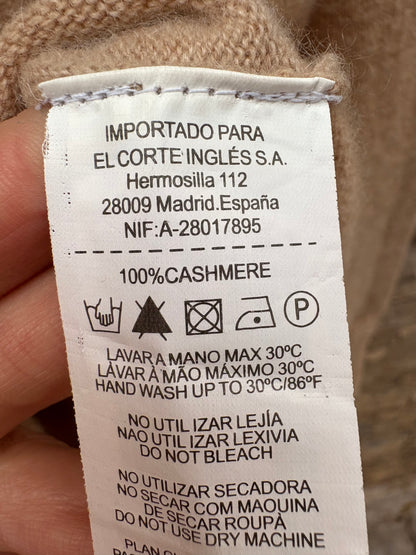 IMPORTADO PARA
EL CORTE INGLÉS S.A.
Hermosilla 112
28009 Madrid.España
NIF:A-28017895
100%CASHMERE
P
LAVAR A MANO MAX 30ºC
LÀVAR À MÃO MÁXIMO 30ºC
HAND WASH UP TO 30ºC/86ºF
NO UTILIZAR LEJÍA
NAO UTILIZAR LEXIVIA
DO NOT BLEACH
NO UTILIZAR SECADORA
NO SECAR COM MAQUINA
DE SECAR ROUPÀ
DO NOT USE DRY MACHINE